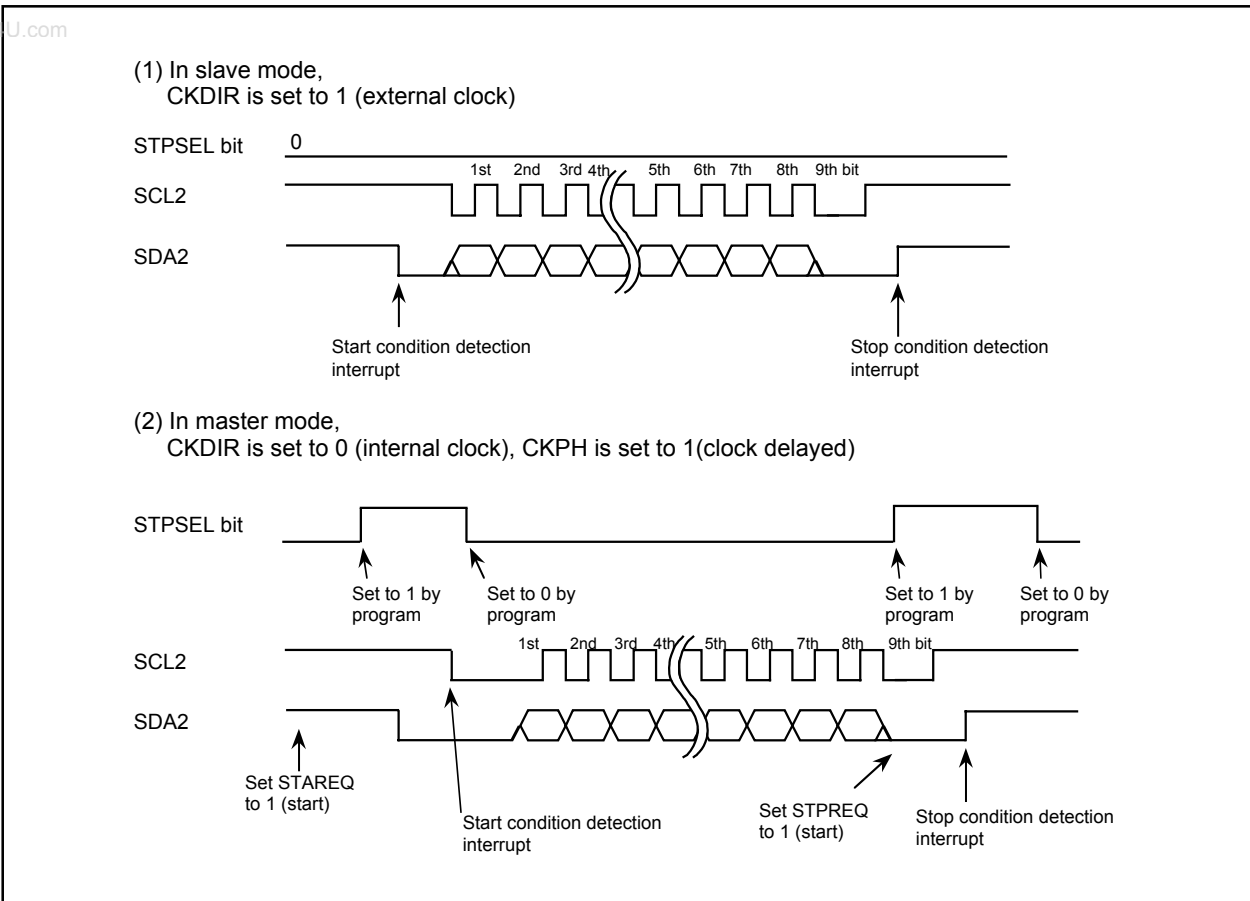 U.com
(1) In slave mode,
CKDIR is set to 1 (external clock)
STPSEL bit 0
1st 2nd 3rd 4th 5th 6th 7th 8th 9th bit
SCL2
SDA2
Start condition detection
interrupt
Stop condition detection
interrupt
(2) In master mode,
CKDIR is set to 0 (internal clock), CKPH is set to 1(clock delayed)
STPSEL bit
Set to 1 by
program
Set to 0 by
program
Set to 1 by
program
Set to 0 by
program
1st 2nd 3rd 4th 5th 6th 7th 8th 9th bit
SCL2
SDA2
Set STAREQ
to 1 (start)
Start condition detection
interrupt
Set STPREQ
to 1 (start)
Stop condition detection
interrupt